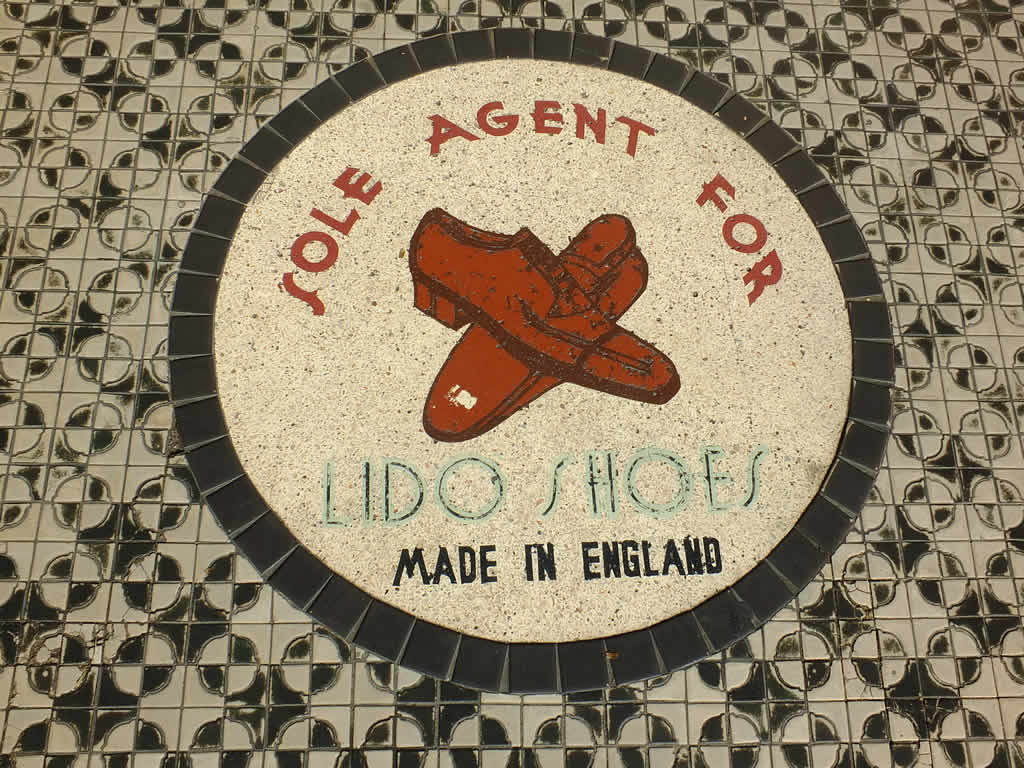 SOLE AGENT FOR
LIDO SHOES
MADE IN ENGLAND